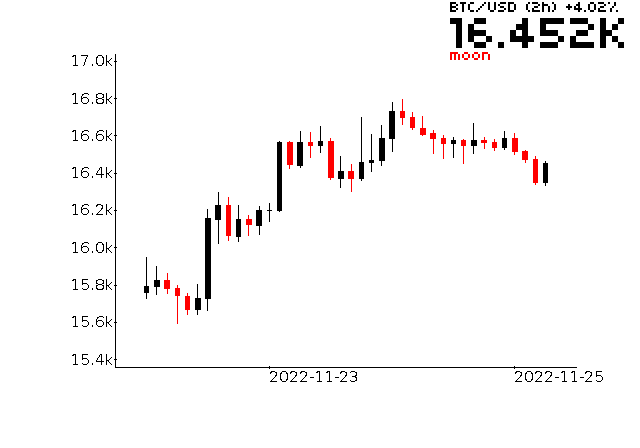 BTC/USD (2h) +4.02%
16.452K
moon
17.0k
16.8k
16.6k
16.4k
16.2k
16.0k
15.8k
15.6k
15.4k
2022-11-23 2022-11-25